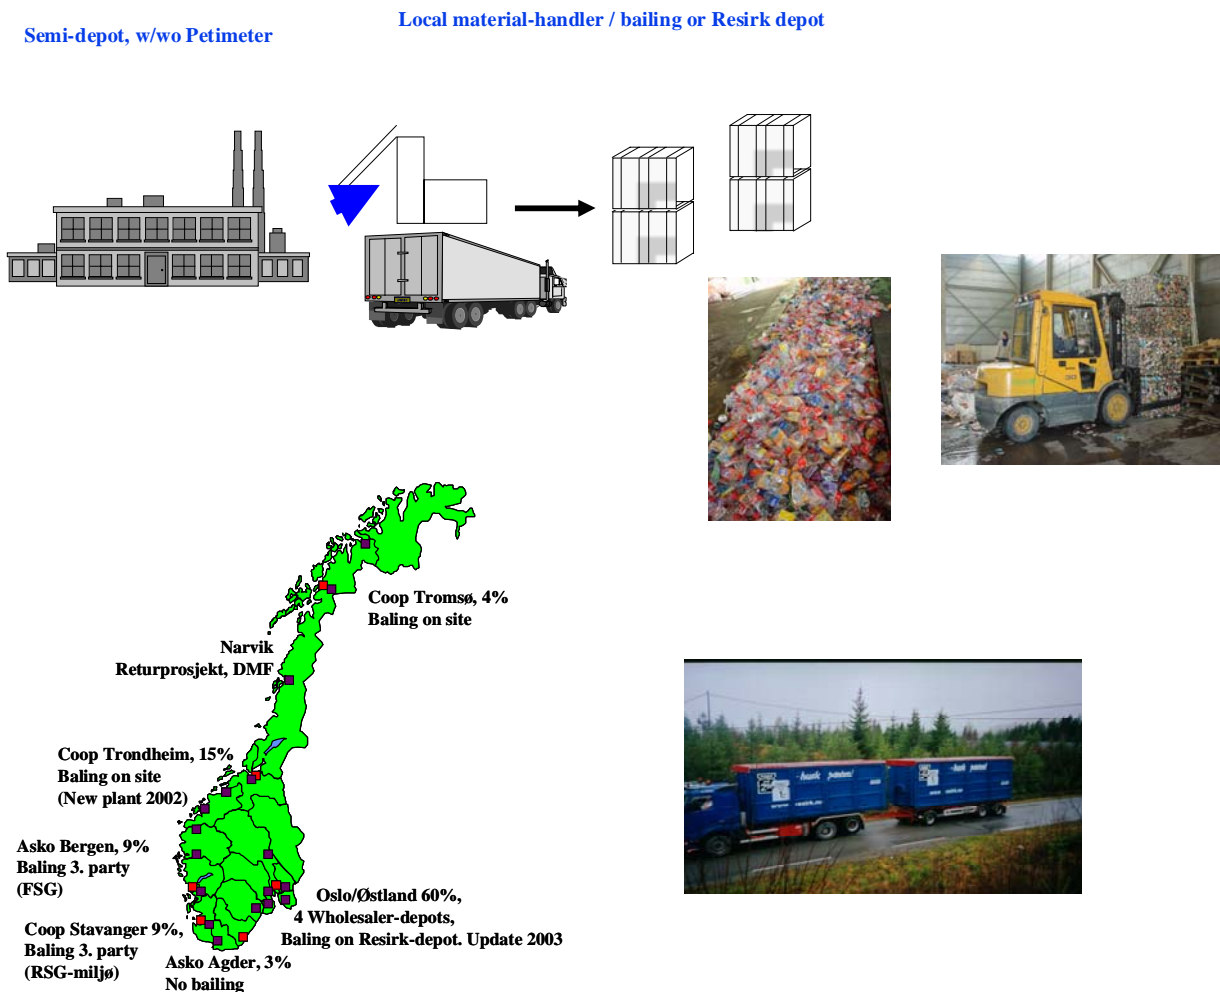 Semi-depot, w/wo Petimeter
Local material-handler / bailing or Resirk depot
Coop Tromsø, 4%
Baling on site
Narvik
Returprosjekt, DMF
Coop Trondheim, 15%
Baling on site
(New plant 2002)
Asko Bergen, 9%
Baling 3. party
(FSG)
Oslo/Østland 60%,
4 Wholesaler-depots,
Baling on Resirk-depot. Update 2003
Coop Stavanger 9%,
Baling 3. party
(RSG-miljø)
Asko Agder, 3%
No bailing